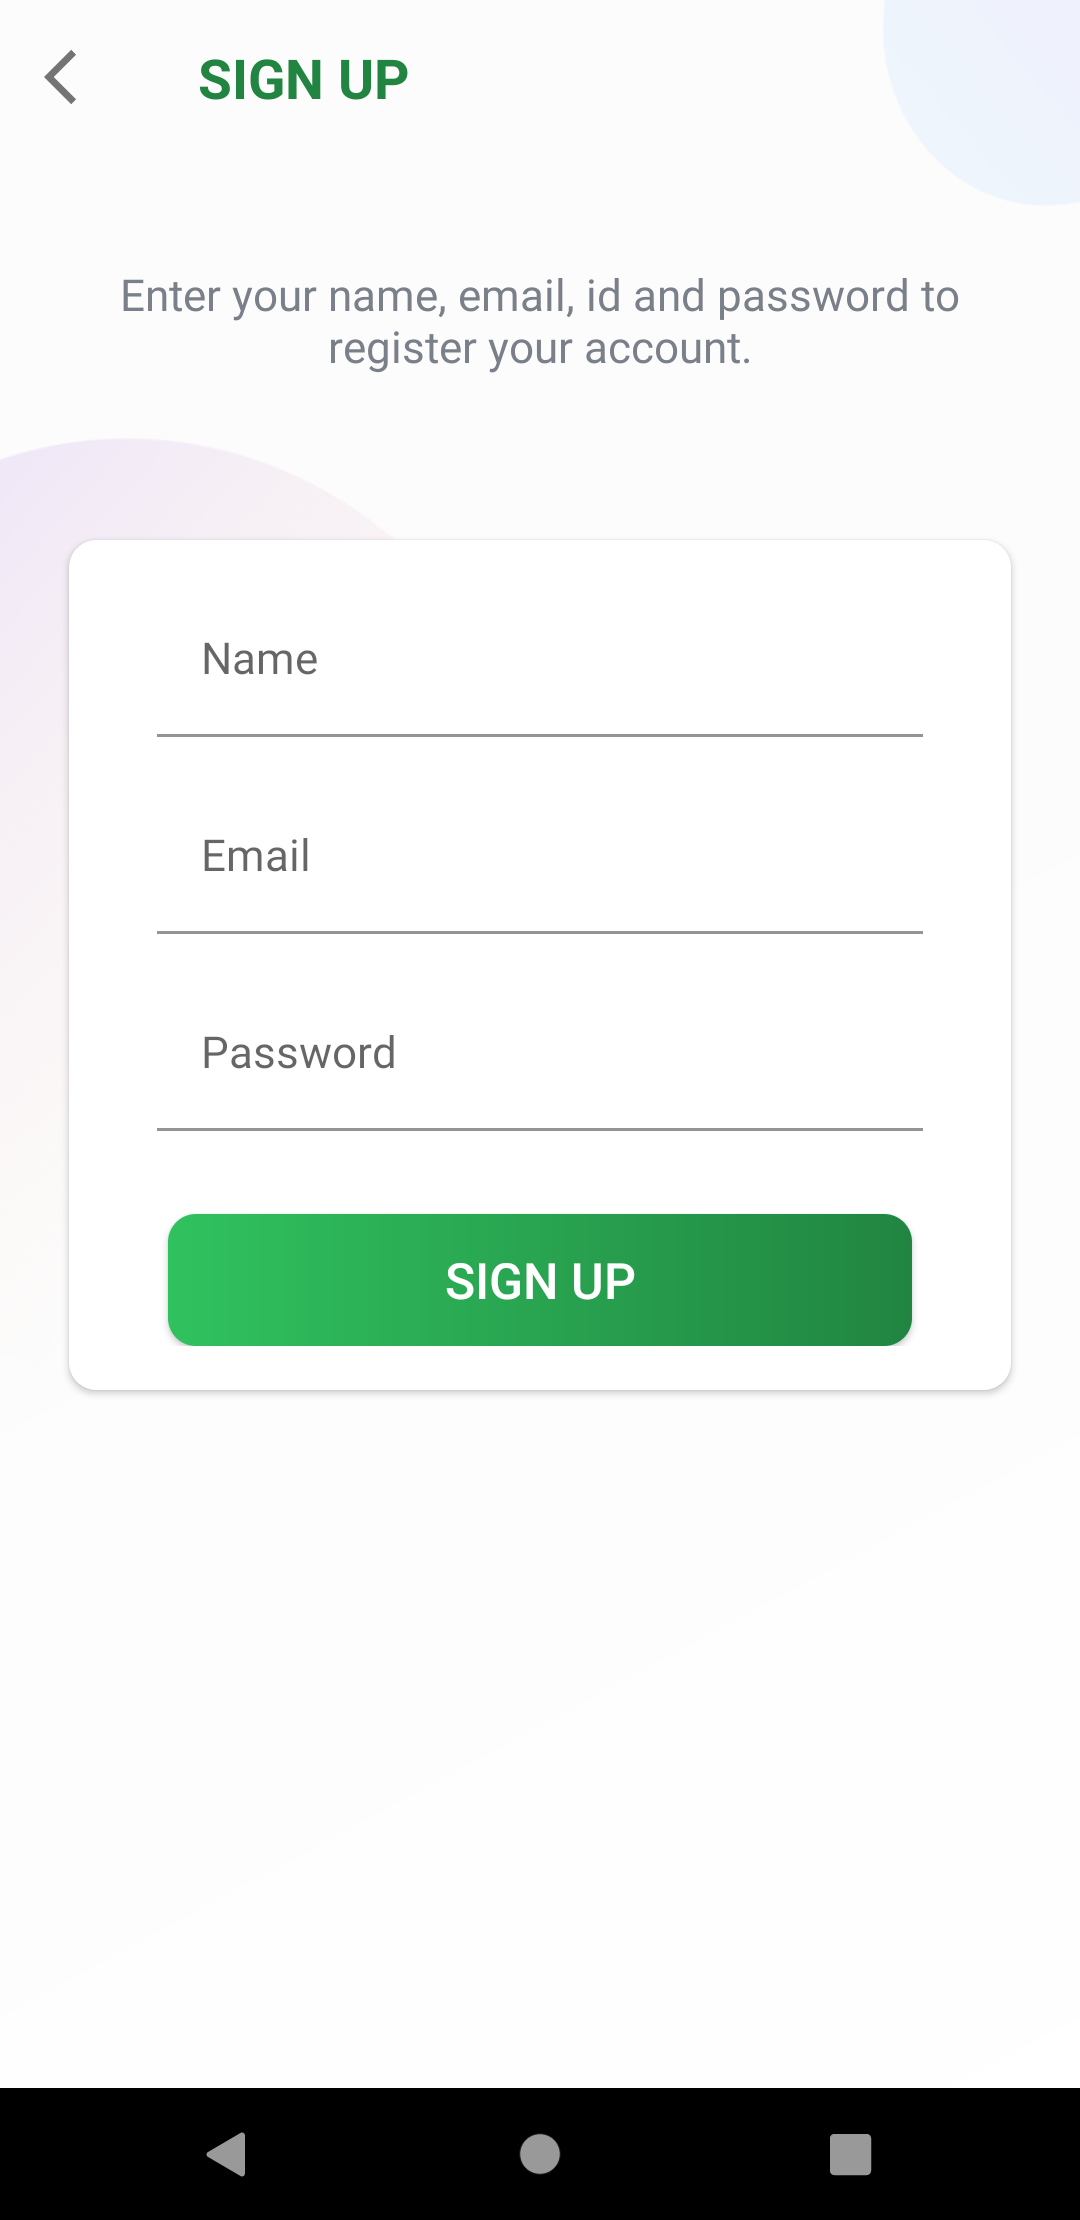 SIGN UP
Enter your name, email, id and password to
register your account.
Name
Email
Password
SIGN UP